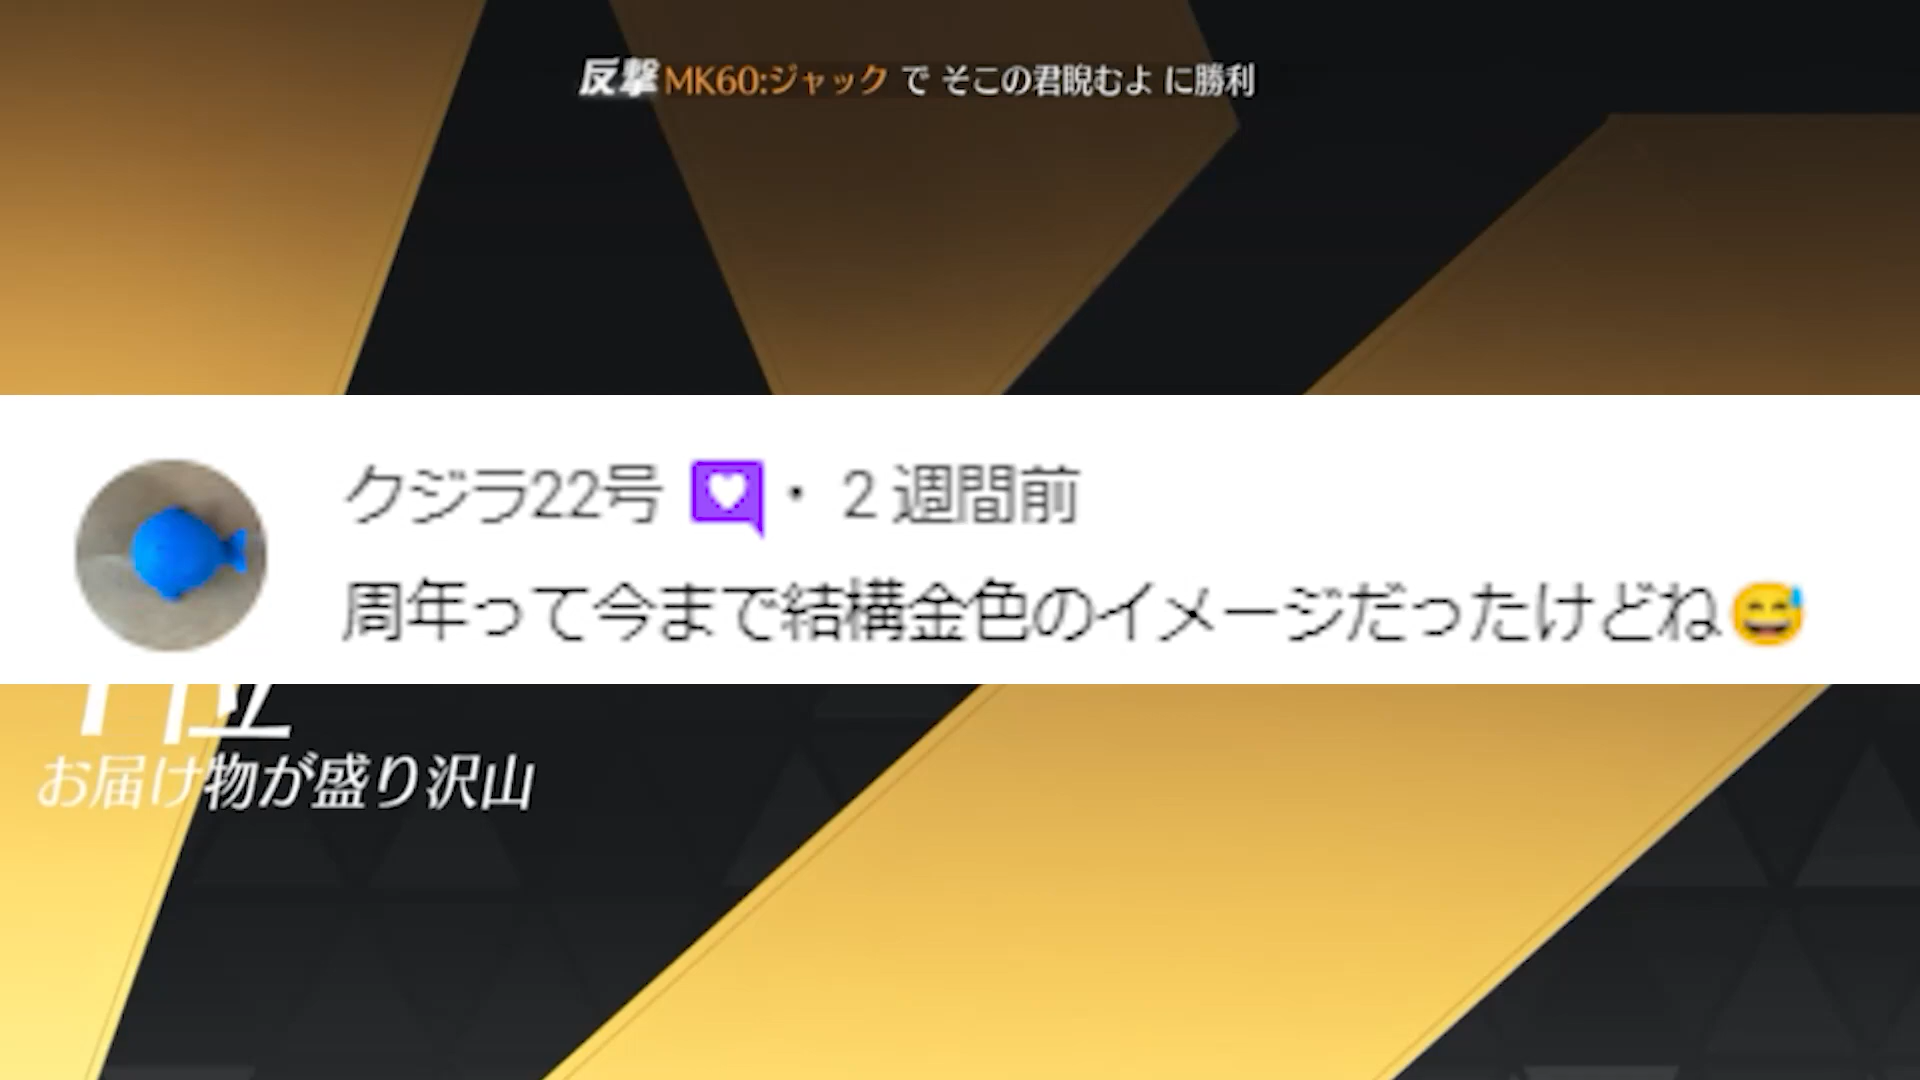 反撃 MK60:ジャック で そこの君睨むよ に勝利
クジラ22号 ・ 2 週間前
周年って今まで結構金色のイメージだったけどね😅
お届け物が盛り沢山